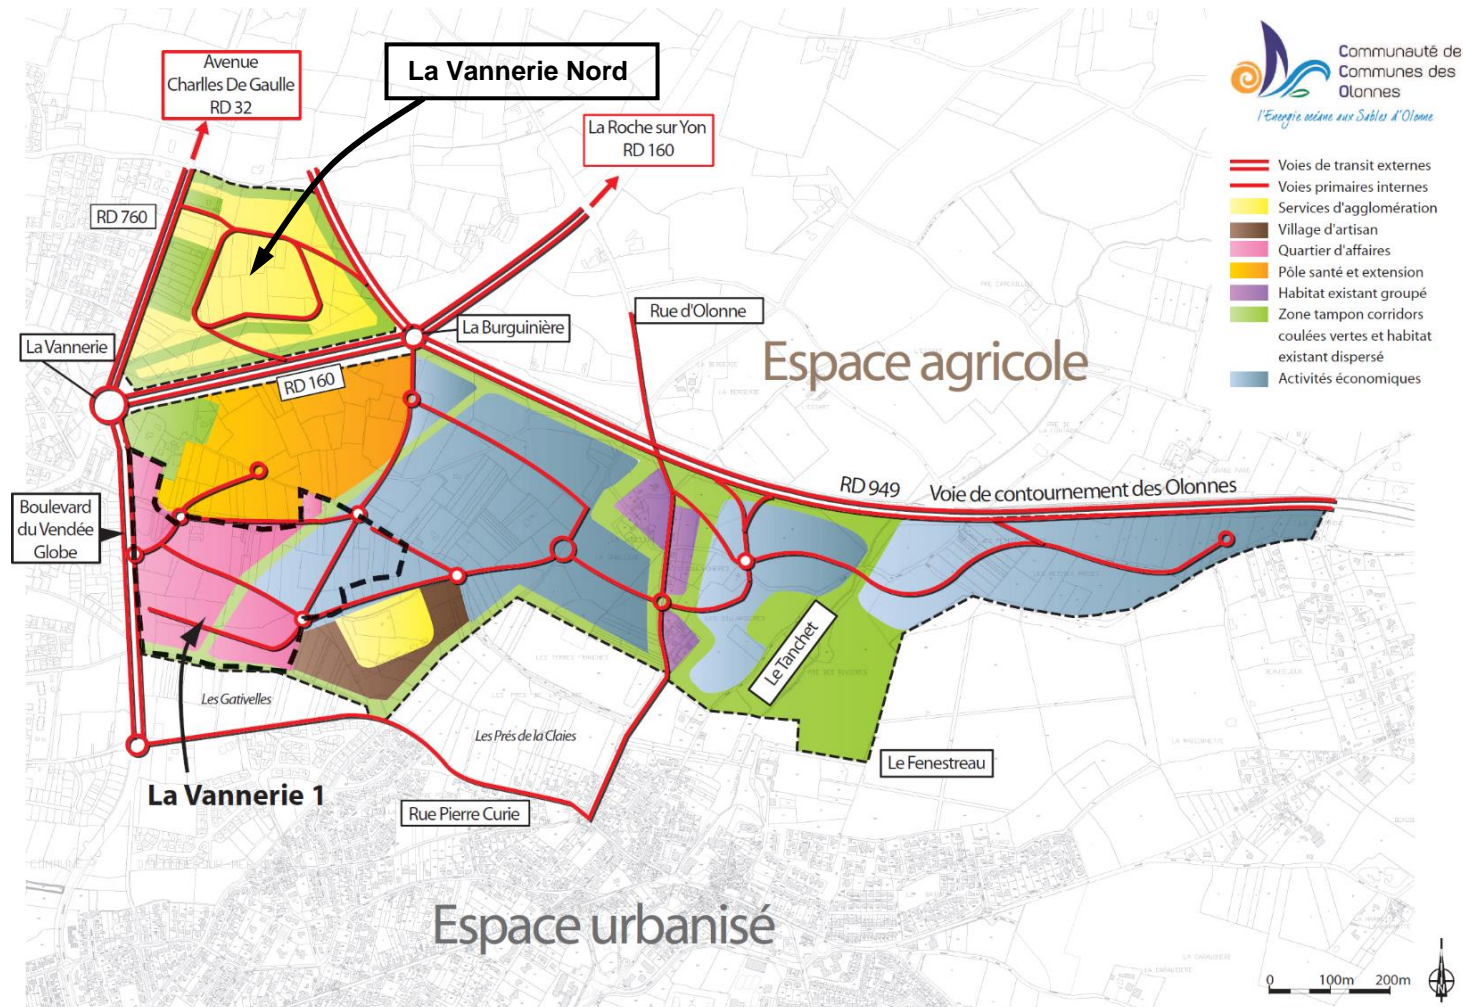 La Vannerie Nord
Avenue
Charlles De Gaulle
RD 32
La Roche sur Yon
RD 160
Communauté de
Communes des
Olonnes
l'Energie océane aux Sables d'Olonne
Voies de transit externes
Voies primaires internes
Services d'agglomération
Village d'artisan
Quartier d'affaires
Pôle santé et extension
Habitat existant groupé
Zone tampon corridors
coulées vertes et habitat
existant dispersé
Activités économiques
RD 760
La Burguinière
Rue d'Olonne
La Vannerie
RD 160
Espace agricole
RD 949 Voie de contournement des Olonnes
Boulevard
du Vendée
Globe
Le Tanchet
Les Gativelles
Les Prés de la Claies
Le Fenestreau
La Vannerie 1
Rue Pierre Curie
Espace urbanisé
0 100m 200m